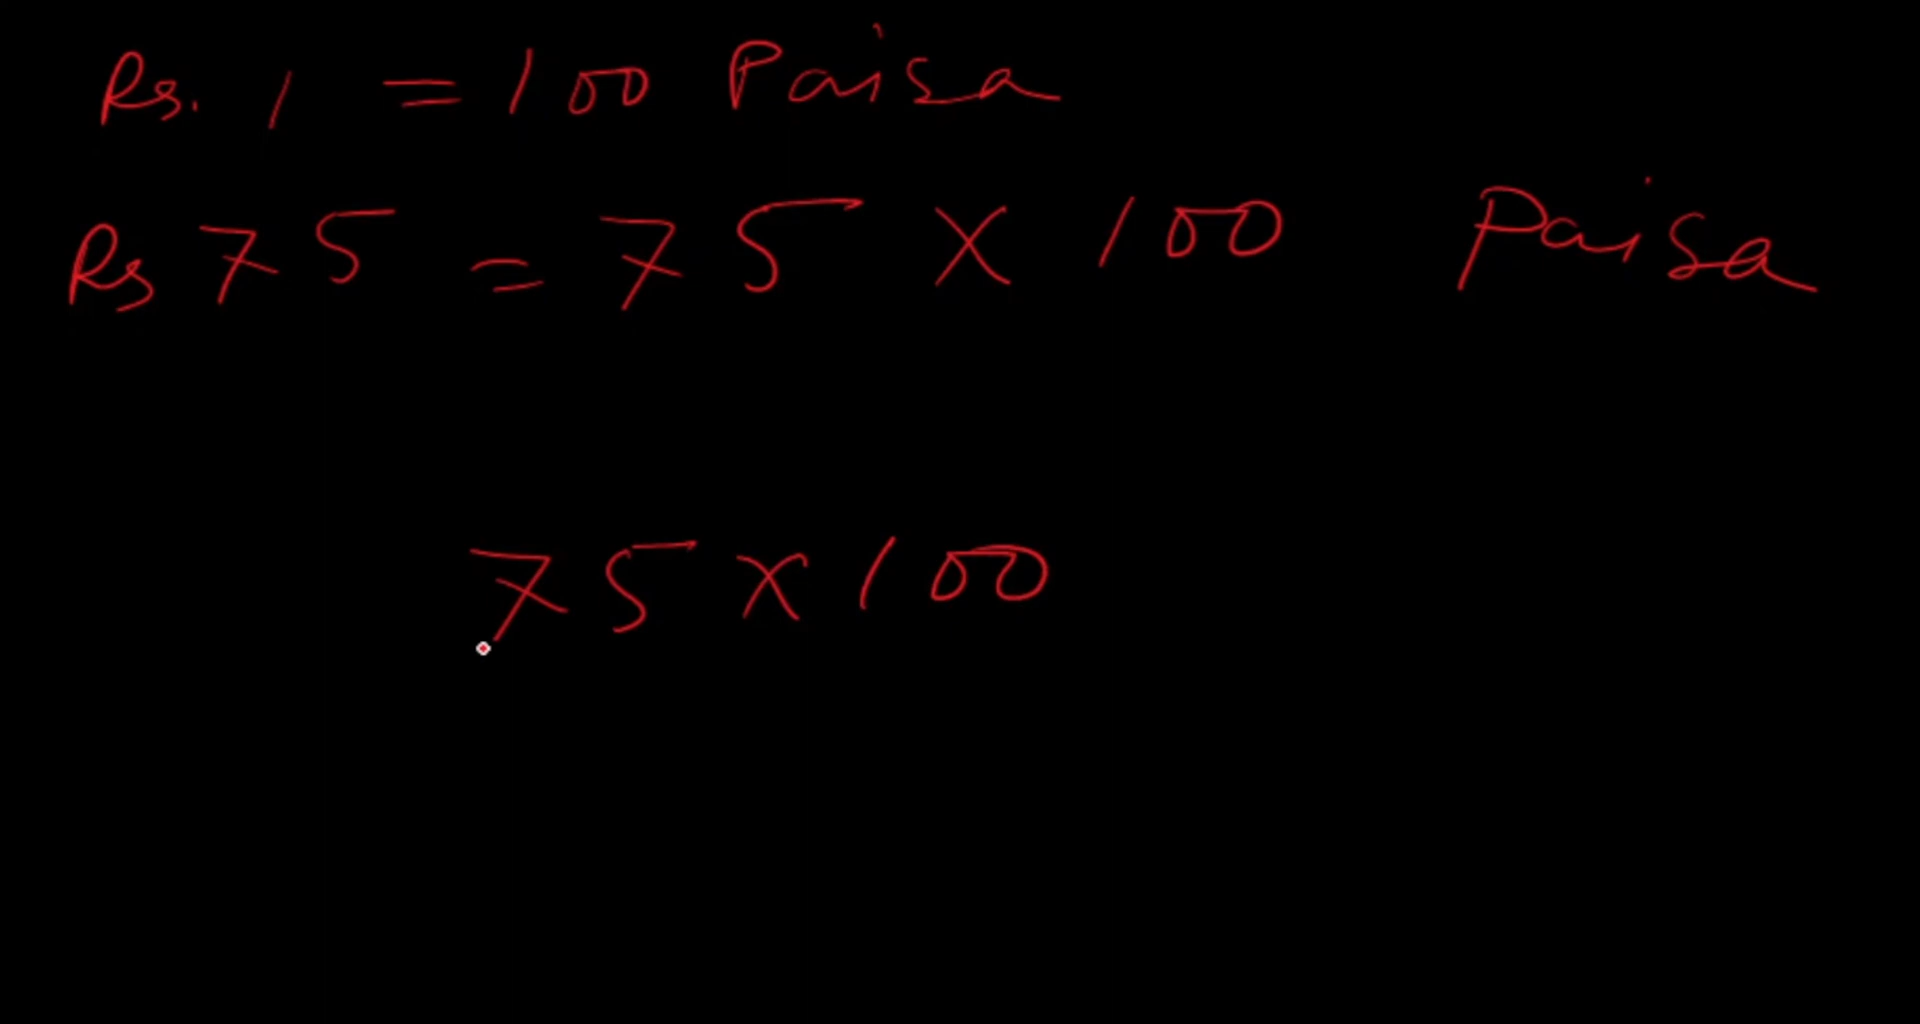 Rs. 1 = 100 Paisa
Rs 75 = 75 X 100 Paisa
75 x 100